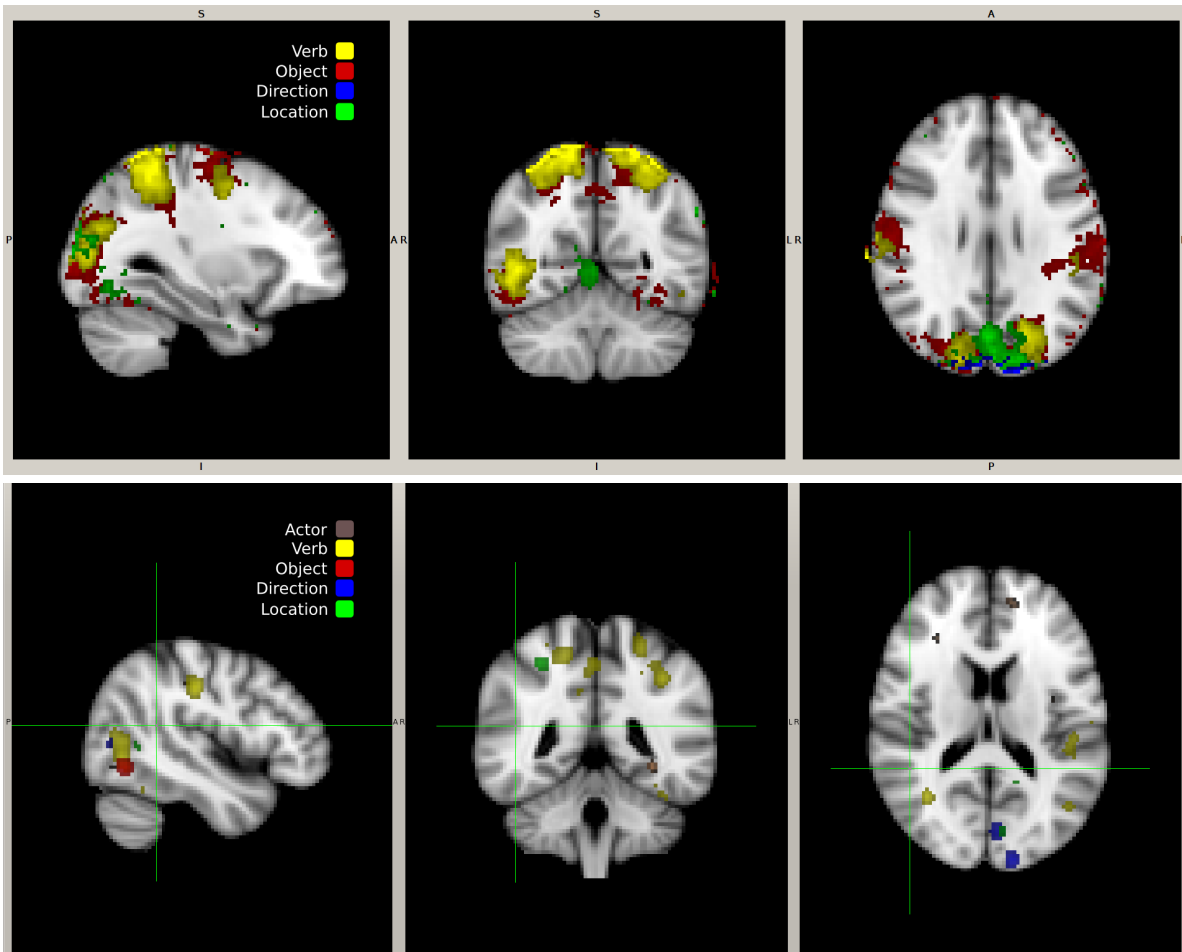 S
S
A
Verb
Object
Direction
Location
P
A R
L R
I
I
P
Actor
Verb
Object
Direction
Location
P
A R
L R